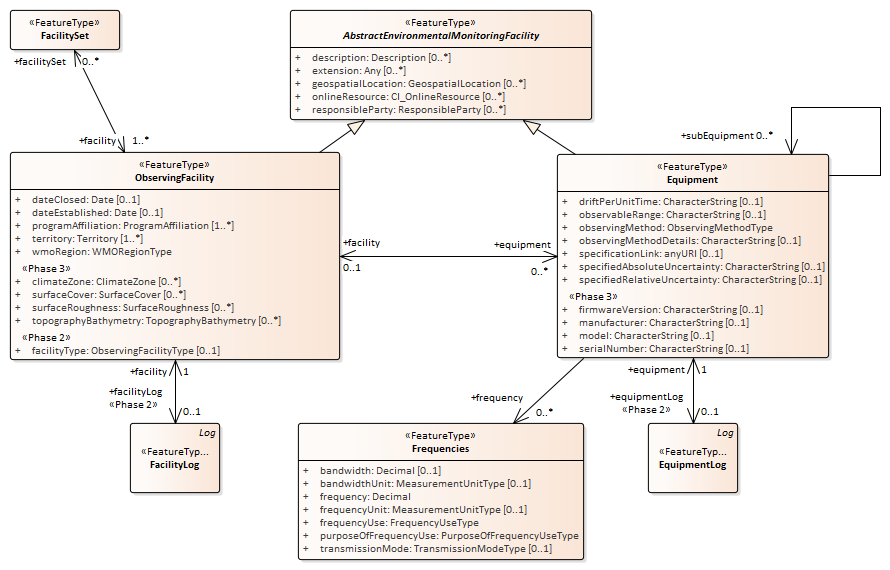 «FeatureType»
FacilitySet
+facilitySet
0..*
+facility
1..*
«FeatureType»
AbstractEnvironmentalMonitoringFacility
+ description: Description [0..*]
+ extension: Any [0..*]
+ geospatialLocation: GeospatialLocation [0..*]
+ onlineResource: CI_OnlineResource [0..*]
+ responsibleParty: ResponsibleParty [0..*]
+subEquipment 0..*
«FeatureType»
ObservingFacility
+ dateClosed: Date [0..1]
+ dateEstablished: Date [0..1]
+ programAffiliation: ProgramAffiliation [1..*]
+ territory: Territory [1..*]
+ wmoRegion: WMORegionType
«Phase 3»
+ climateZone: ClimateZone [0..*]
+ surfaceCover: SurfaceCover [0..*]
+ surfaceRoughness: SurfaceRoughness [0..*]
+ topographyBathymetry: TopographyBathymetry [0..*]
«Phase 2»
+ facilityType: ObservingFacilityType [0..1]
+facility
0..1
+equipment
0..*
«FeatureType»
Equipment
+ driftPerUnitTime: CharacterString [0..1]
+ observableRange: CharacterString [0..1]
+ observingMethod: ObservingMethodType
+ observingMethodDetails: CharacterString [0..1]
+ specificationLink: anyURI [0..1]
+ specifiedAbsoluteUncertainty: CharacterString [0..1]
+ specifiedRelativeUncertainty: CharacterString [0..1]
«Phase 3»
+ firmwareVersion: CharacterString [0..1]
+ manufacturer: CharacterString [0..1]
+ model: CharacterString [0..1]
+ serialNumber: CharacterString [0..1]
+facility
1
+facilityLog
«Phase 2»
0..1
Log
«FeatureTyp...
FacilityLog
+frequency
0..*
«FeatureType»
Frequencies
+ bandwidth: Decimal [0..1]
+ bandwidthUnit: MeasurementUnitType [0..1]
+ frequency: Decimal
+ frequencyUnit: MeasurementUnitType [0..1]
+ frequencyUse: FrequencyUseType
+ purposeOfFrequencyUse: PurposeOfFrequencyUseType
+ transmissionMode: TransmissionModeType [0..1]
+equipment
1
+equipmentLog
«Phase 2»
0..1
Log
«FeatureTyp...
EquipmentLog